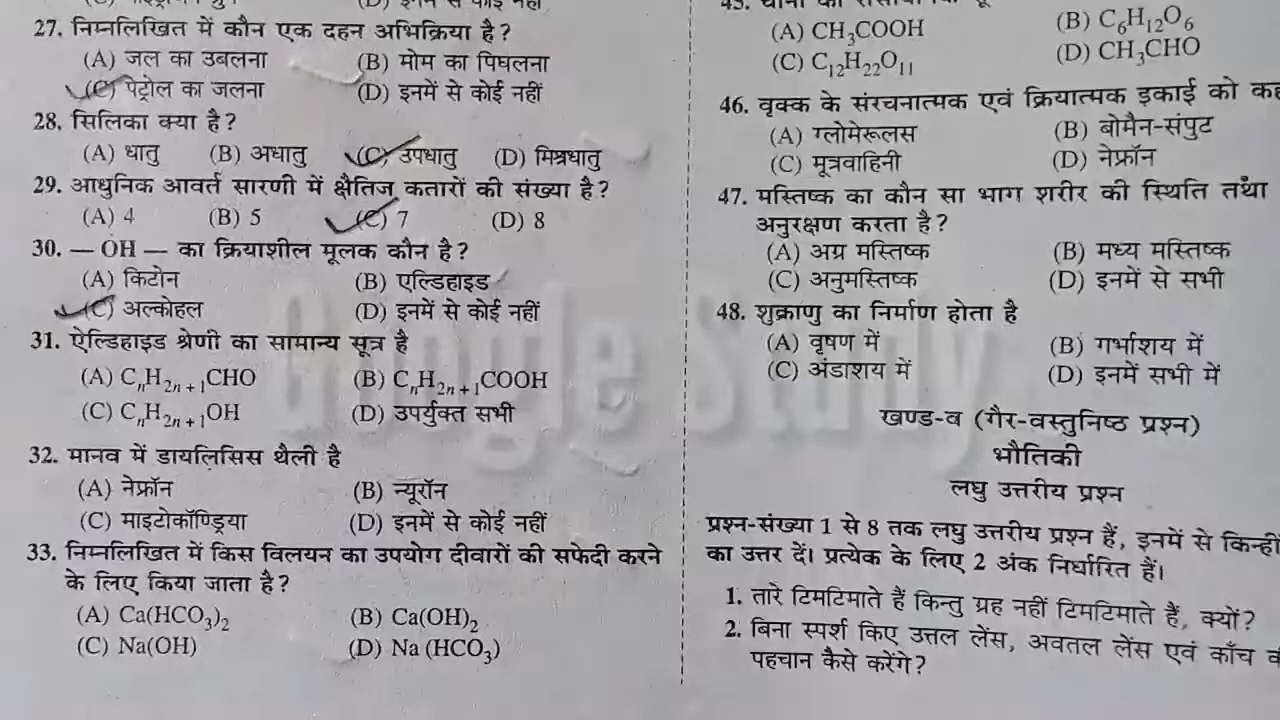 27. निम्नलिखित में कौन एक दहन अभिक्रिया है?
(A) जल का उबलना (B) मोम का पिघलना
(C) पेट्रोल का जलना (D) इनमें से कोई नहीं
28. सिलिका क्या है?
(A) धातु (B) अधातु (C) उपधातु (D) मिश्रधातु
29. आधुनिक आवर्त सारणी में क्षैतिज कतारों की संख्या है?
(A) 4 (B) 5 (C) 7 (D) 8
30. — OH — का क्रियाशील मूलक कौन है?
(A) किटोन (B) एल्डिहाइड
(C) अल्कोहल (D) इनमें से कोई नहीं
31. ऐल्डिहाइड श्रेणी का सामान्य सूत्र है
(A) CₙH₂ₙ₊₁CHO (B) CₙH₂ₙ₊₁COOH
(C) CₙH₂ₙ₊₁OH (D) उपर्युक्त सभी
32. मानव में डायलिसिस थैली है
(A) नेफ्रॉन (B) न्यूरॉन
(C) माइटोकॉण्ड्रिया (D) इनमें से कोई नहीं
33. निम्नलिखित में किस विलयन का उपयोग दीवारों की सफेदी करने
के लिए किया जाता है?
(A) Ca(HCO₃)₂ (B) Ca(OH)₂
(C) Na(OH) (D) Na (HCO₃)
(A) CH₃COOH (B) C₆H₁₂O₆
(C) C₁₂H₂₂O₁₁ (D) CH₃CHO
46. वृक्क के संरचनात्मक एवं क्रियात्मक इकाई को
(A) ग्लोमेरूलस (B) बोमैन-संपुट
(C) मूत्रवाहिनी (D) नेफ्रॉन
47. मस्तिष्क का कौन सा भाग शरीर की स्थिति तथा
अनुरक्षण करता है?
(A) अग्र मस्तिष्क (B) मध्य मस्तिष्क
(C) अनुमस्तिष्क (D) इनमें से सभी
48. शुक्राणु का निर्माण होता है
(A) वृषण में (B) गर्भाशय में
(C) अंडाशय में (D) इनमें सभी में
खण्ड-व (गैर-वस्तुनिष्ठ प्रश्न)
भौतिकी
लघु उत्तरीय प्रश्न
प्रश्न-संख्या 1 से 8 तक लघु उत्तरीय प्रश्न हैं, इनमें से किन्हीं
का उत्तर दें। प्रत्येक के लिए 2 अंक निर्धारित हैं।
1. तारे टिमटिमाते हैं किन्तु ग्रह नहीं टिमटिमाते हैं, क्यों?
2. बिना स्पर्श किए उत्तल लेंस, अवतल लेंस एवं काँच
पहचान कैसे करेंगे?
Google Study